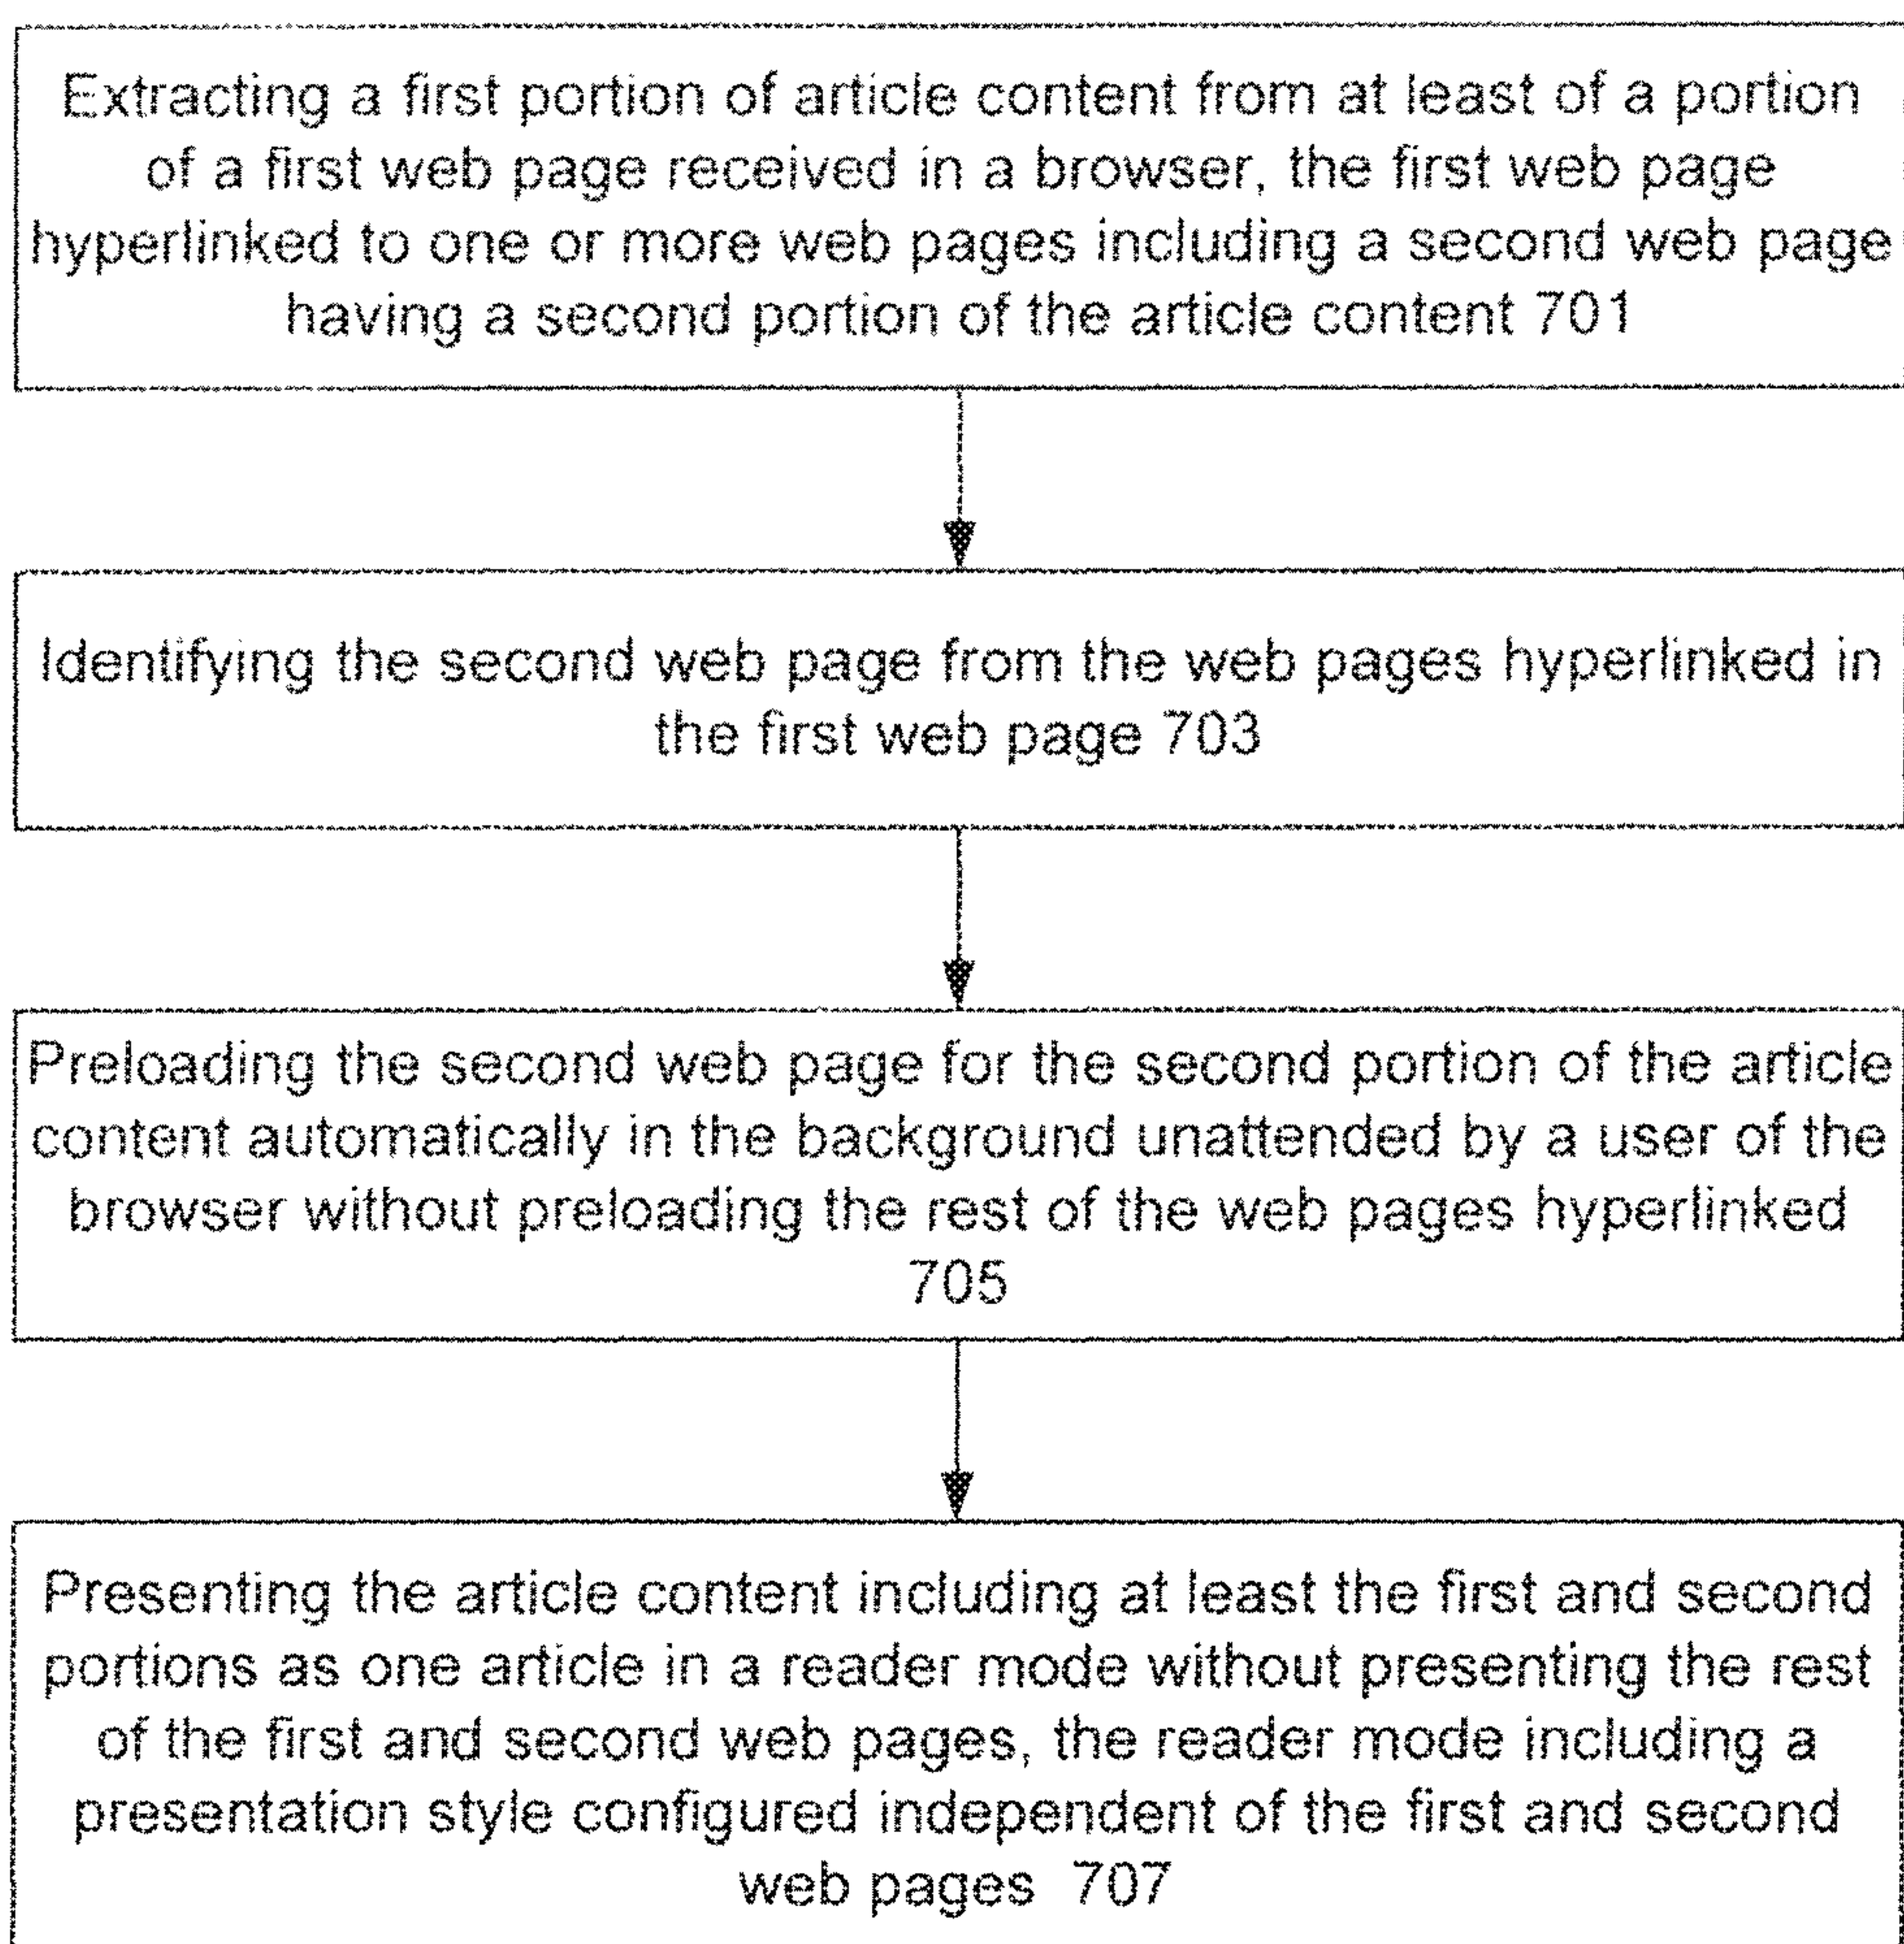 Extracting a first portion of article content from at least of a portion
of a first web page received in a browser, the first web page
hyperlinked to one or more web pages including a second web page
having a second portion of the article content 701
Identifying the second web page from the web pages hyperlinked in
the first web page 703
Preloading the second web page for the second portion of the article
content automatically in the background unattended by a user of the
browser without preloading the rest of the web pages hyperlinked
705
Presenting the article content including at least the first and second
portions as one article in a reader mode without presenting the rest
of the first and second web pages, the reader mode including a
presentation style configured independent of the first and second
web pages 707